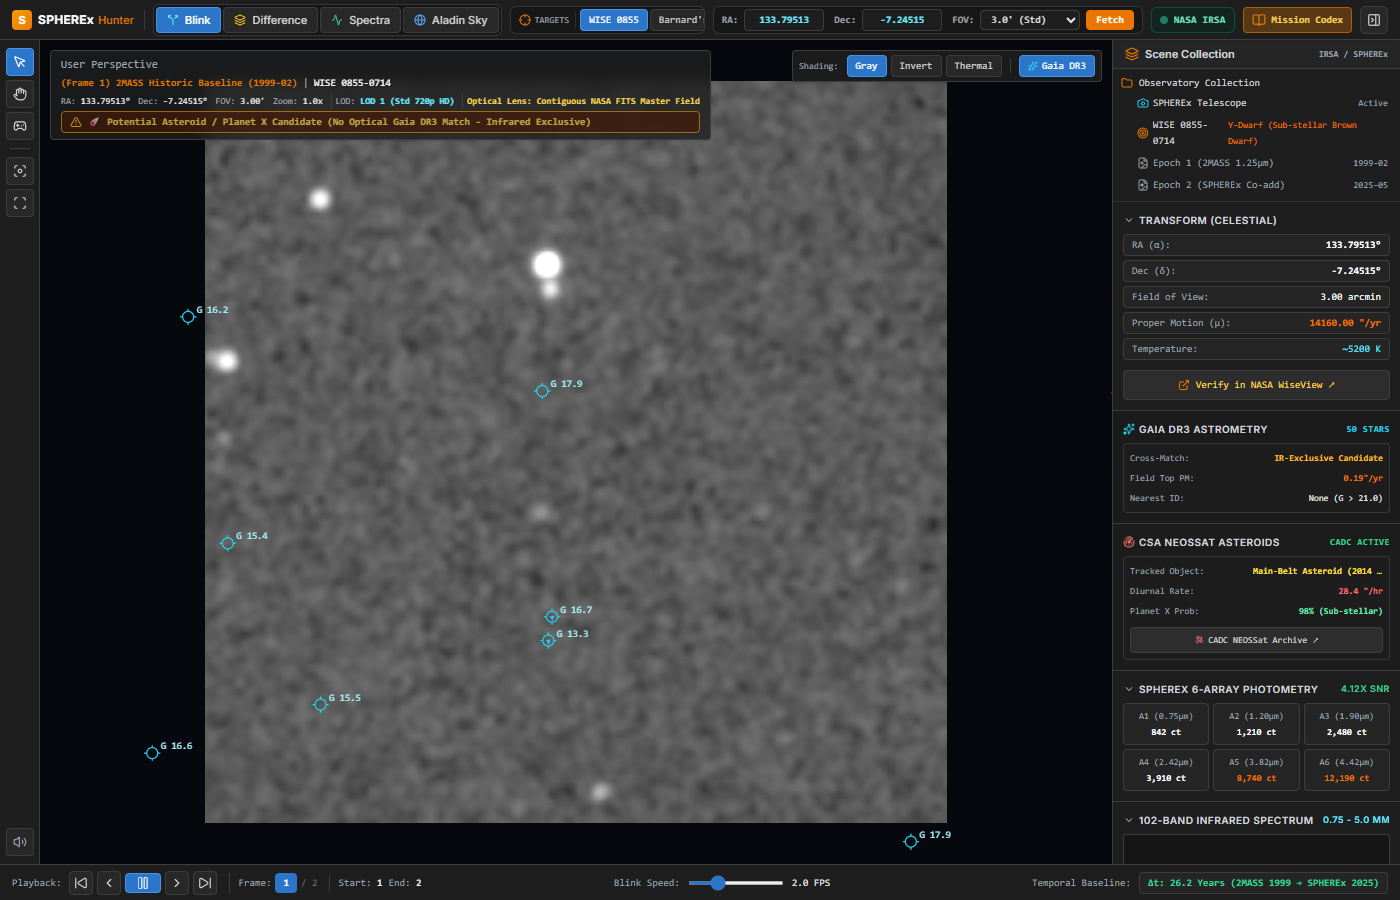 S SPHEREx Hunter
Blink
Difference
Spectra
Aladin Sky
TARGETS
WISE 0855
Barnard's
RA: 133.79513
Dec: -7.24515
FOV: 3.0' (Std)
Fetch
NASA IRSA
Mission Codex
User Perspective
(Frame 1) 2MASS Historic Baseline (1999-02) | WISE 0855-0714
RA: 133.79513° Dec: -7.24515° FOV: 3.00' Zoom: 1.0x LOD: LOD 1 (Std 720p HD) Optical Lens: Contiguous NASA FITS Master Field
Potential Asteroid / Planet X Candidate (No Optical Gaia DR3 Match - Infrared Exclusive)
Shading: Gray Invert Thermal Gaia DR3
G 16.2
G 17.9
G 15.4
G 16.7
G 13.3
G 15.5
G 16.6
G 17.9
Scene Collection IRSA / SPHEREx
Observatory Collection
SPHEREx Telescope Active
WISE 0855-0714 Y-Dwarf (Sub-stellar Brown Dwarf)
Epoch 1 (2MASS 1.25μm) 1999-02
Epoch 2 (SPHEREx Co-add) 2025-05
TRANSFORM (CELESTIAL)
RA (α): 133.79513°
Dec (δ): -7.24515°
Field of View: 3.00 arcmin
Proper Motion (μ): 14160.00 "/yr
Temperature: ~5200 K
Verify in NASA WiseView ↗
GAIA DR3 ASTROMETRY 50 STARS
Cross-Match: IR-Exclusive Candidate
Field Top PM: 0.19"/yr
Nearest ID: None (G > 21.0)
CSA NEOSSAT ASTEROIDS CADC ACTIVE
Tracked Object: Main-Belt Asteroid (2014 …
Diurnal Rate: 28.4 "/hr
Planet X Prob: 98% (Sub-stellar)
CADC NEOSSat Archive ↗
SPHEREX 6-ARRAY PHOTOMETRY 4.12X SNR
A1 (0.75μm) A2 (1.20μm) A3 (1.90μm)
842 ct 1,210 ct 2,480 ct
A4 (2.42μm) A5 (3.82μm) A6 (4.42μm)
3,910 ct 8,740 ct 12,190 ct
102-BAND INFRARED SPECTRUM 0.75 - 5.0 MM
Playback:
Frame: 1 / 2
Start: 1 End: 2
Blink Speed: 2.0 FPS
Temporal Baseline: Δt: 26.2 Years (2MASS 1999 → SPHEREx 2025)